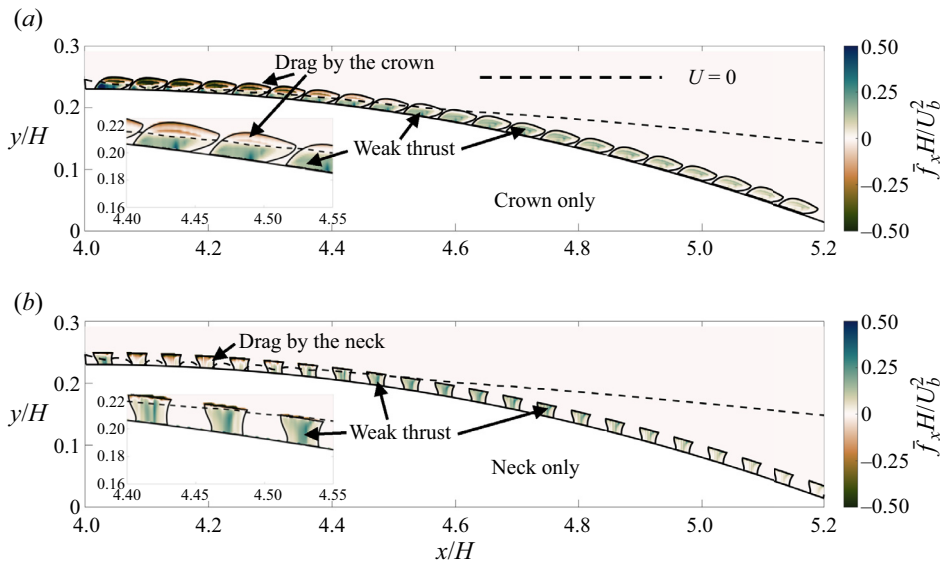 (a)
0.3
0.2
0.1
0
y/H
Drag by the crown
U = 0
Weak thrust
Crown only
0.22
0.20
0.18
0.16
4.40 4.45 4.50 4.55
4.0 4.2 4.4 4.6 4.8 5.0 5.2
0.50
0.25
0
–0.25
–0.50
f̄ₓH/U_b²
(b)
0.3
0.2
0.1
0
y/H
Drag by the neck
Weak thrust
Neck only
0.22
0.20
0.18
0.16
4.40 4.45 4.50 4.55
4.0 4.2 4.4 4.6 4.8 5.0 5.2
x/H
0.50
0.25
0
–0.25
–0.50
f̄ₓH/U_b²